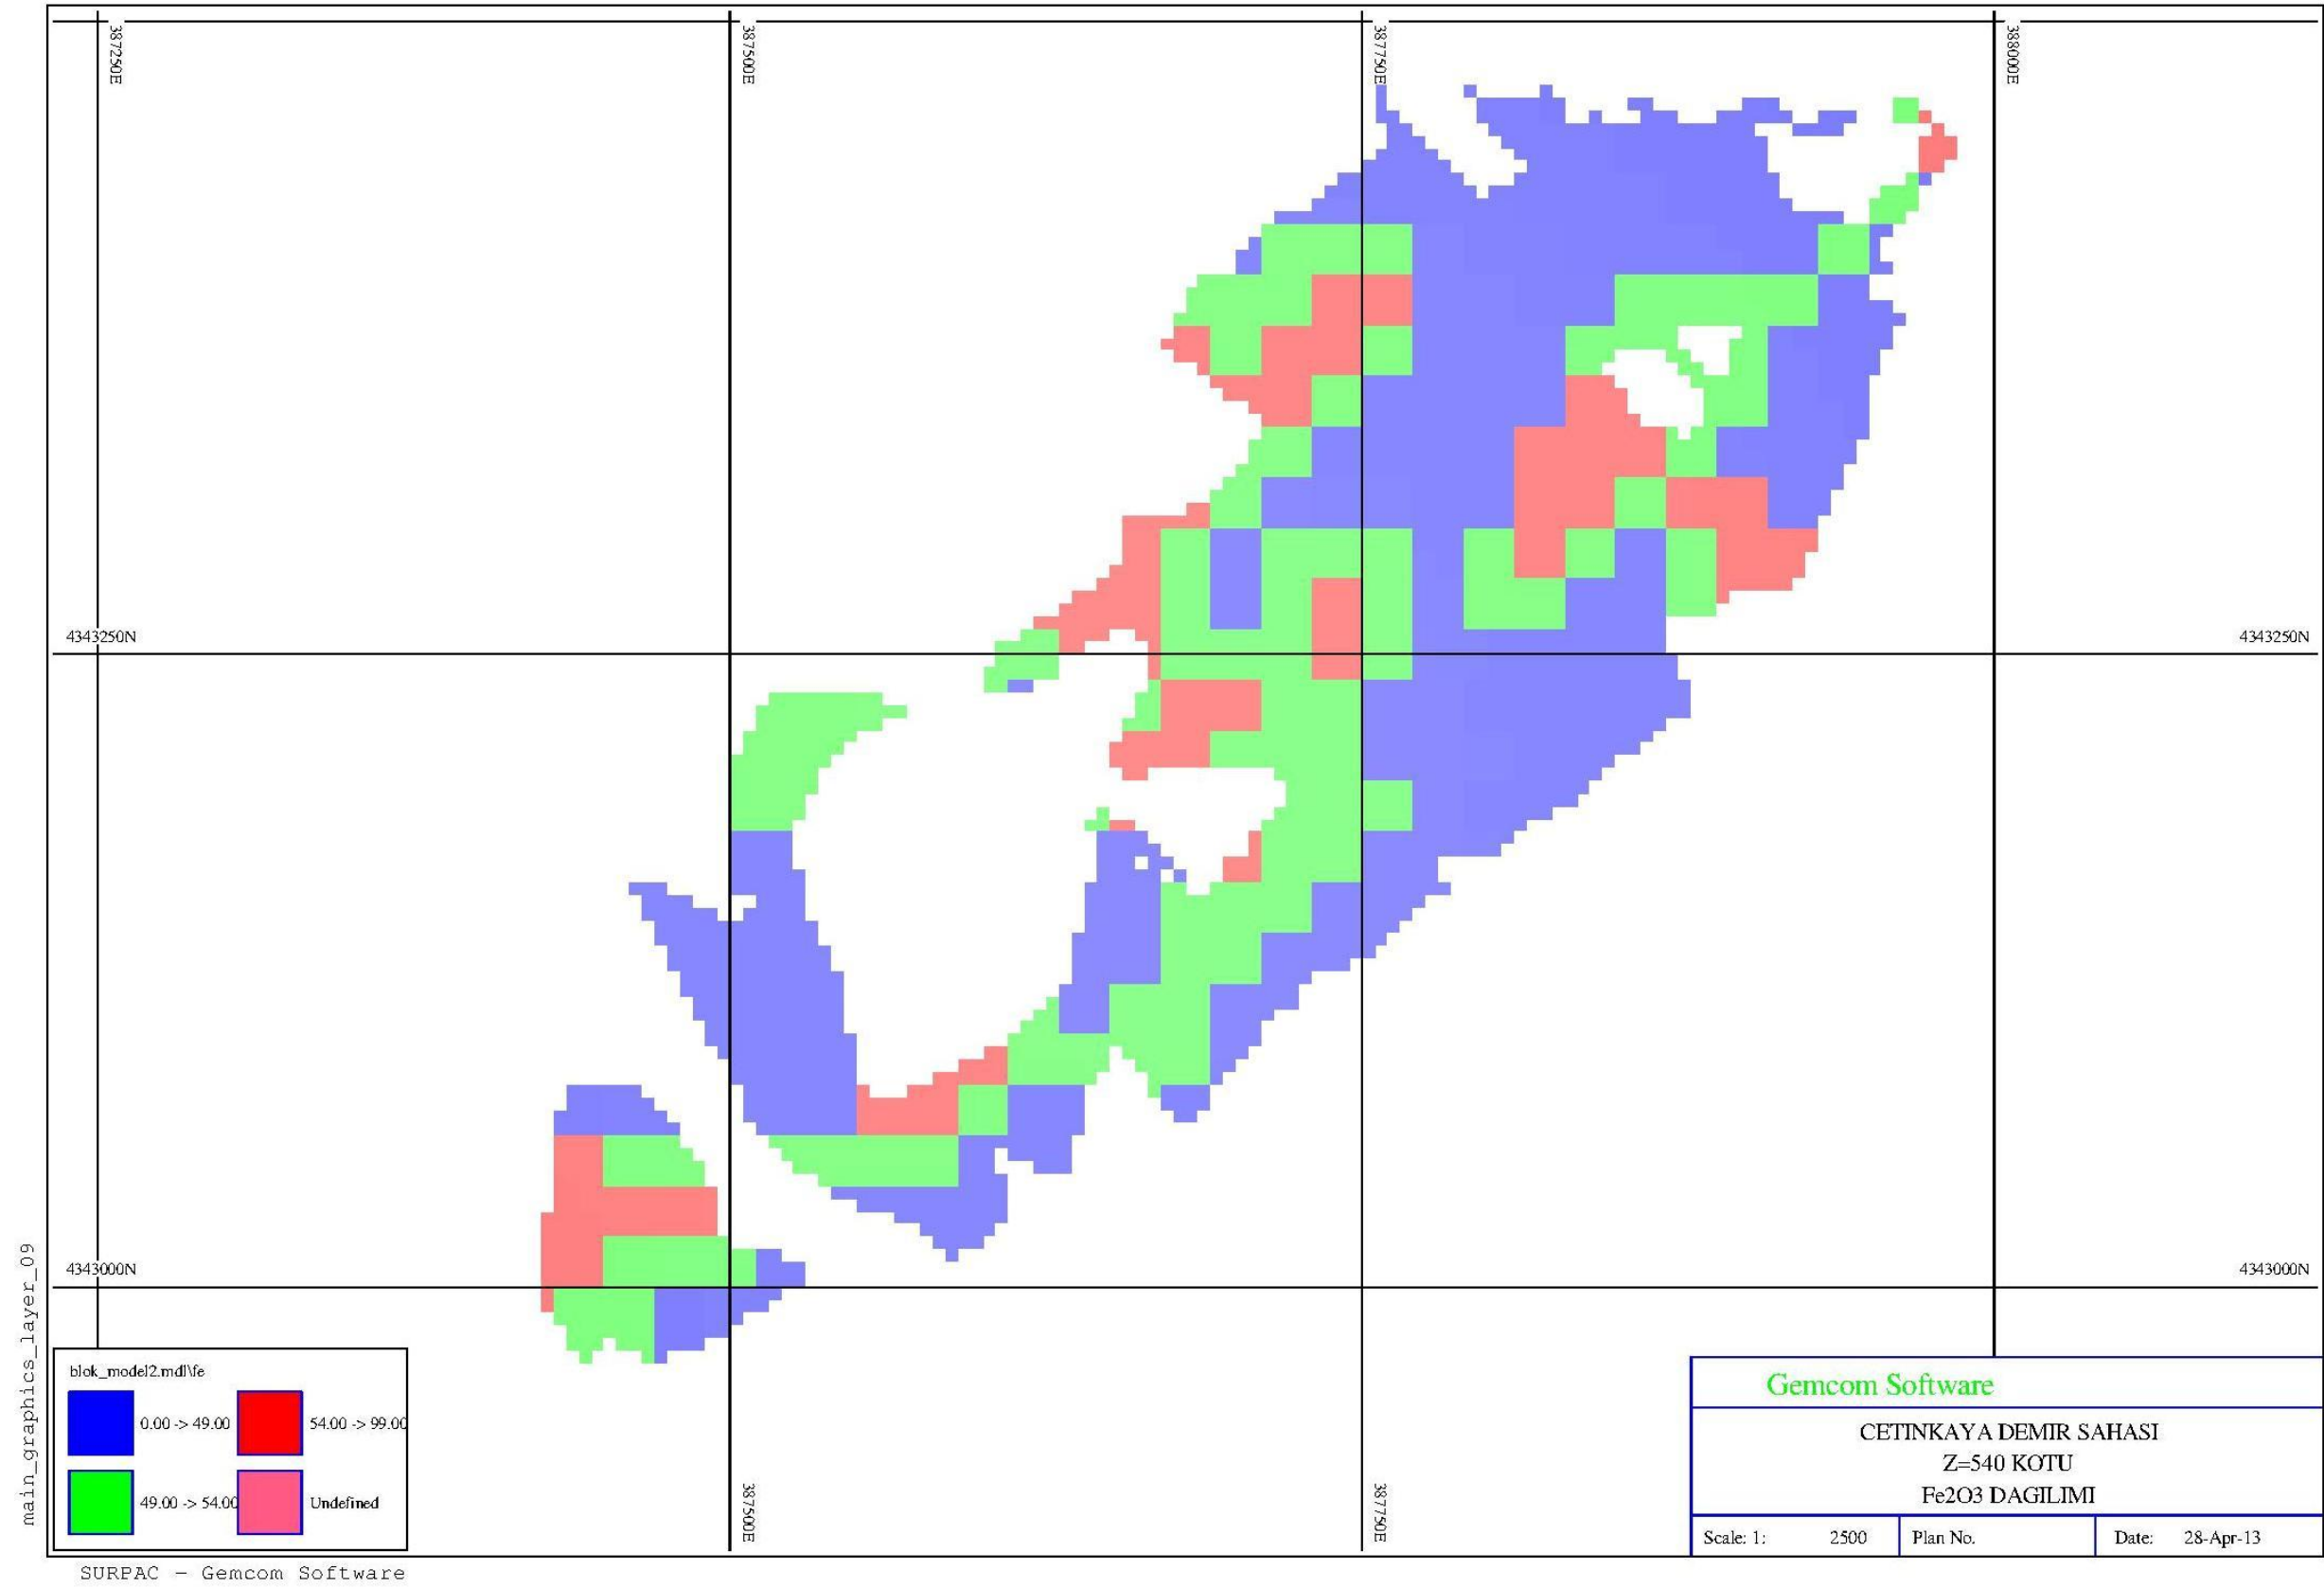 387250E
387500E
387750E
388000E
4343250N
4343250N
4343000N
4343000N
main_graphics_layer_09
blok_model2.mdl\fe
0.00 -> 49.00
54.00 -> 99.00
49.00 -> 54.00
Undefined
387500E
387750E
Gemcom Software
CETINKAYA DEMIR SAHASI
Z=540 KOTU
Fe2O3 DAGILIMI
Scale: 1: 2500
Plan No.
Date: 28-Apr-13
SURPAC - Gemcom Software